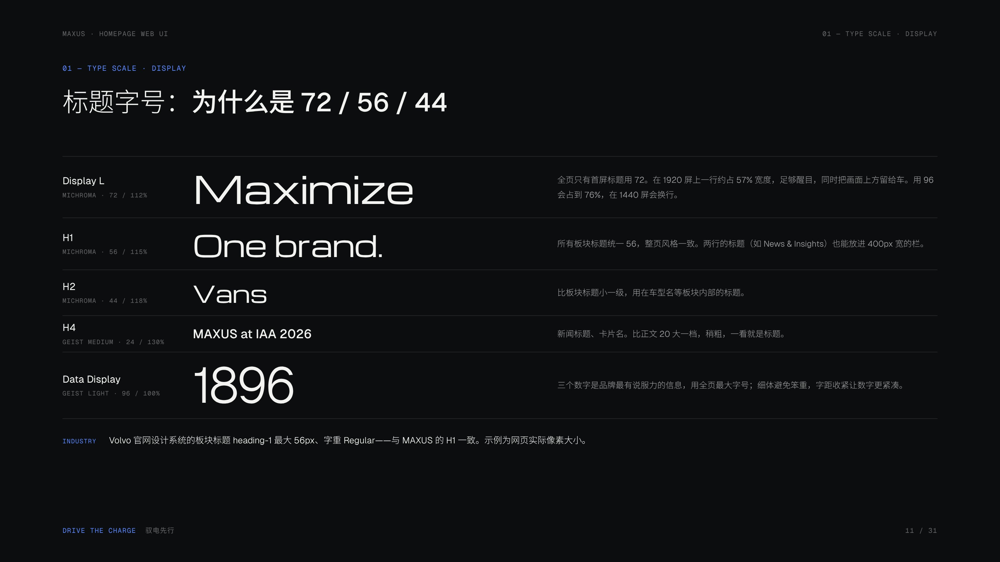 MAXUS · HOMEPAGE WEB UI
01 — TYPE SCALE · DISPLAY
01 — TYPE SCALE · DISPLAY
标题字号：为什么是 72 / 56 / 44
Display L
MICHROMA · 72 / 112%
Maximize
全页只有首屏标题用 72。在 1920 屏上一行约占 57% 宽度，足够醒目，同时把画面上方留给车。用 96
会占到 76%，在 1440 屏会换行。
H1
MICHROMA · 56 / 115%
One brand.
所有板块标题统一 56，整页风格一致。两行的标题（如 News & Insights）也能放进 400px 宽的栏。
H2
MICHROMA · 44 / 118%
Vans
比板块标题小一级，用在车型名等板块内部的标题。
H4
GEIST MEDIUM · 24 / 130%
MAXUS at IAA 2026
新闻标题、卡片名。比正文 20 大一档，稍粗，一看就是标题。
Data Display
GEIST LIGHT · 96 / 100%
1896
三个数字是品牌最有说服力的信息，用全页最大字号；细体避免笨重，字距收紧让数字更紧凑。
INDUSTRY
Volvo 官网设计系统的板块标题 heading-1 最大 56px、字重 Regular——与 MAXUS 的 H1 一致。示例为网页实际像素大小。
DRIVE THE CHARGE 驭电先行
11 / 31